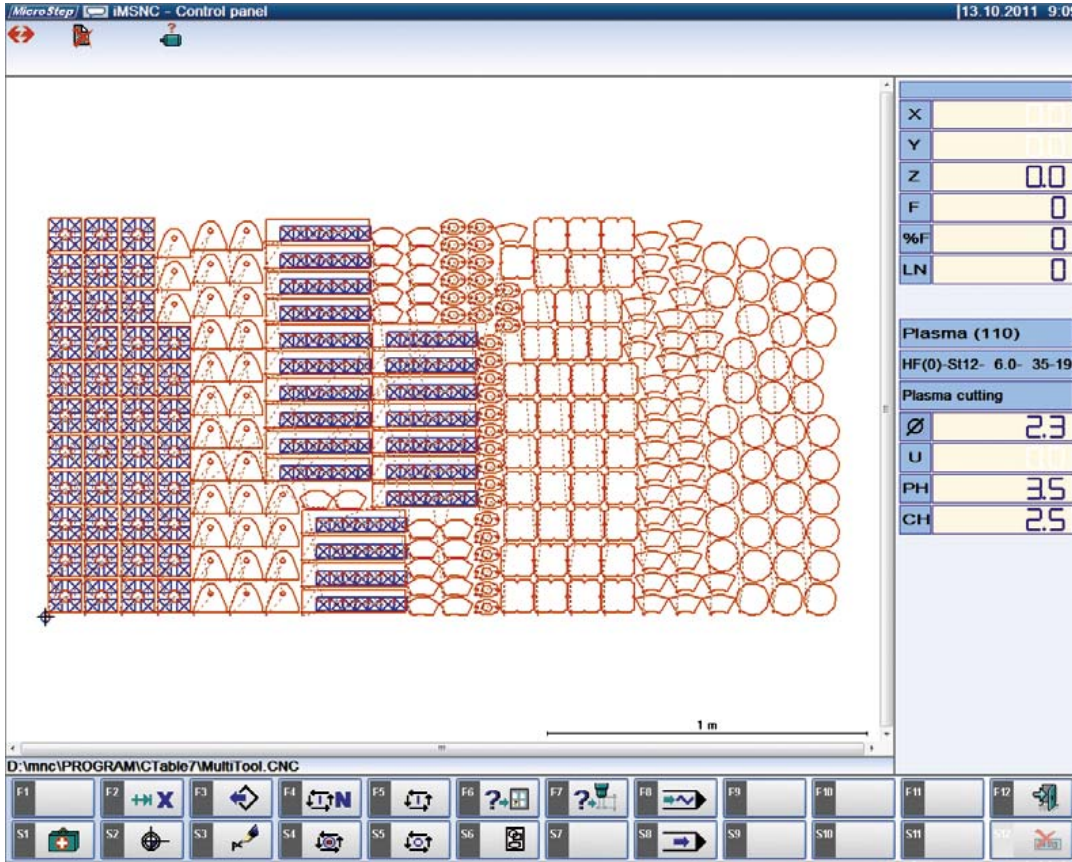 MicroStep iMSNC - Control panel 13.10.2011 9:09
X
Y
Z 0.0
F 0
%F 0
LN 0
Plasma (110)
HF(0)-St12- 6.0- 35-19
Plasma cutting
Ø 2.3
U
PH 3.5
CH 2.5
1 m
D:\mnc\PROGRAM\CTable7\MultiTool.CNC
F1 F2 X F3 F4 N F5 F6 ? F7 ? F8 F9 F10 F11 F12
S1 S2 S3 S4 S5 S6 S7 S8 S9 S10 S11 S12